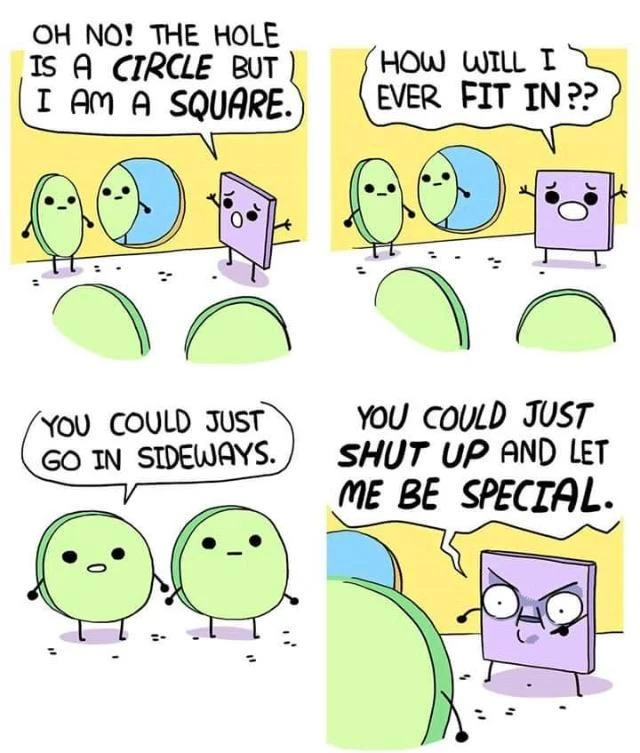 OH NO! THE HOLE
IS A CIRCLE BUT
I AM A SQUARE.
HOW WILL I
EVER FIT IN??
YOU COULD JUST
GO IN SIDEWAYS.
YOU COULD JUST
SHUT UP AND LET
ME BE SPECIAL.